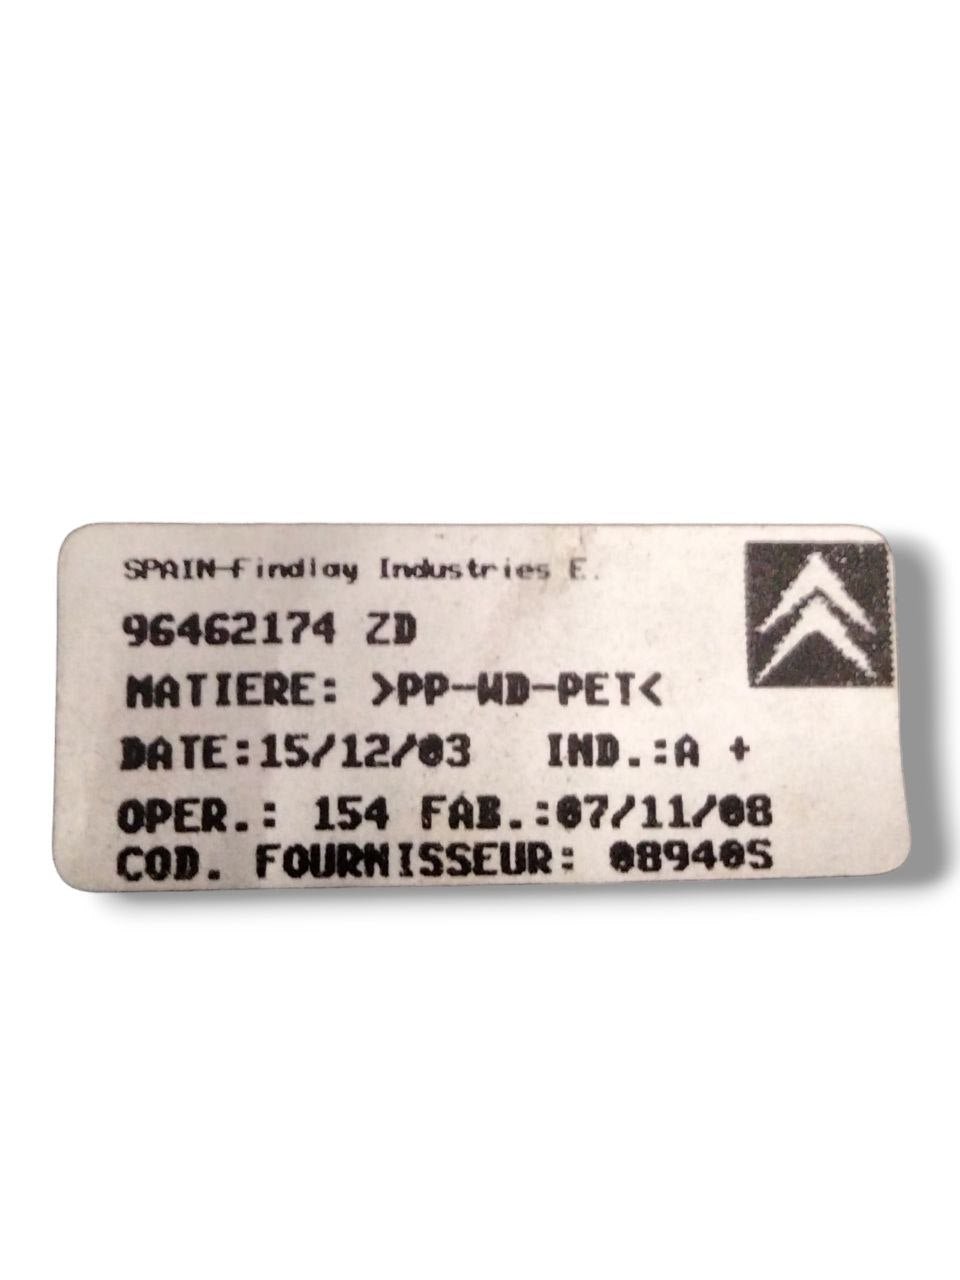 SPAIN-Findlay Industries E.
96462174 ZD
MATIERE: >PP-WD-PET<
DATE:15/12/03 IND.:A +
OPER.: 154 FAB.:07/11/08
COD. FOURNISSEUR: 089405